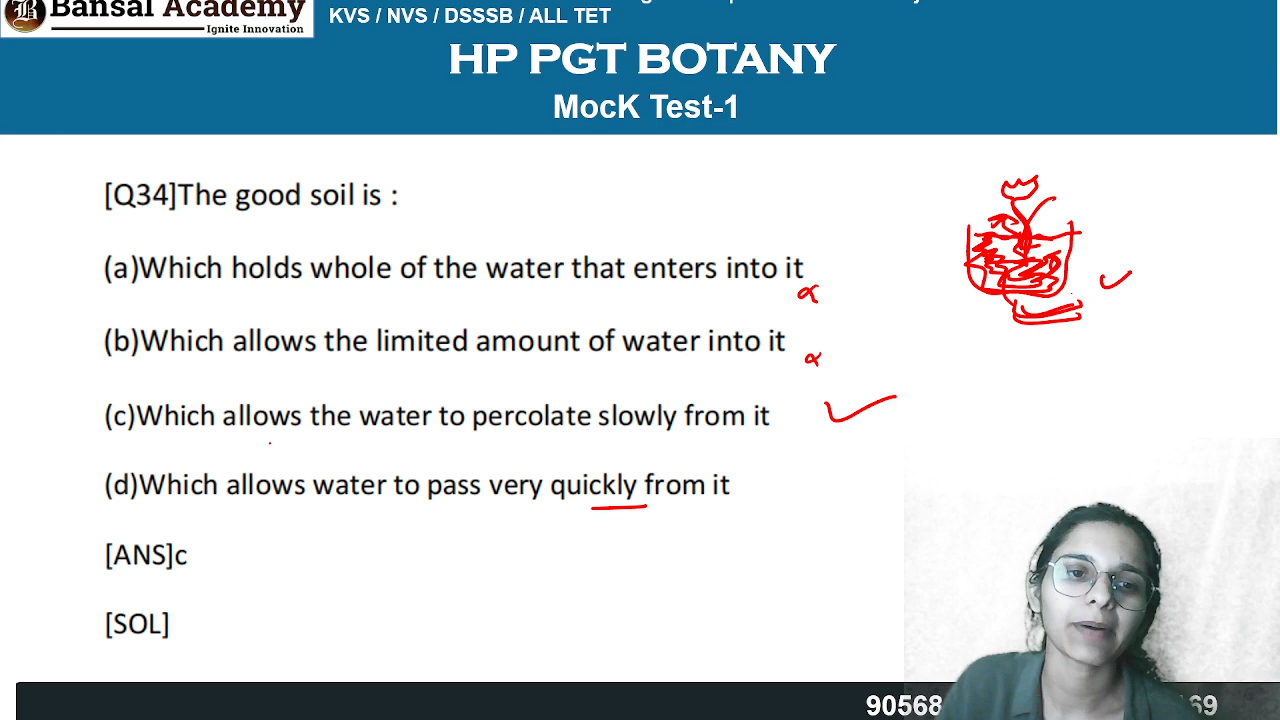 Bansal Academy
Ignite Innovation
KVS / NVS / DSSSB / ALL TET
HP PGT BOTANY
MocK Test-1
[Q34]The good soil is :
(a)Which holds whole of the water that enters into it
(b)Which allows the limited amount of water into it
(c)Which allows the water to percolate slowly from it
(d)Which allows water to pass very quickly from it
[ANS]c
[SOL]
90568
69